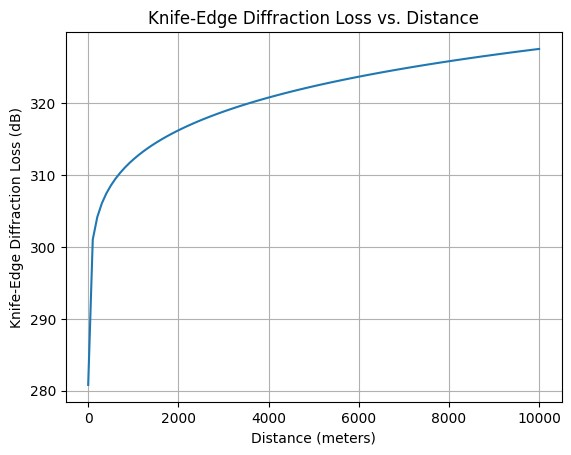 Knife-Edge Diffraction Loss vs. Distance
Knife-Edge Diffraction Loss (dB)
320
310
300
290
280
0 2000 4000 6000 8000 10000
Distance (meters)